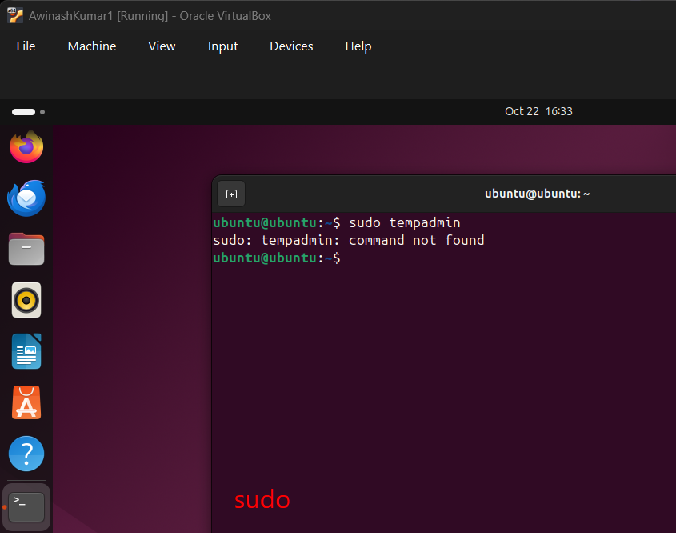 AwinashKumar1 [Running] - Oracle VirtualBox
File Machine View Input Devices Help
Oct 22 16:33
ubuntu@ubuntu: ~
ubuntu@ubuntu:~$ sudo tempadmin
sudo: tempadmin: command not found
ubuntu@ubuntu:~$
sudo